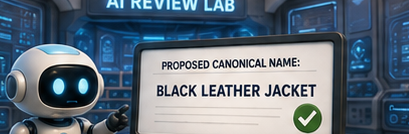 AI REVIEW LAB
PROPOSED CANONICAL NAME:
BLACK LEATHER JACKET